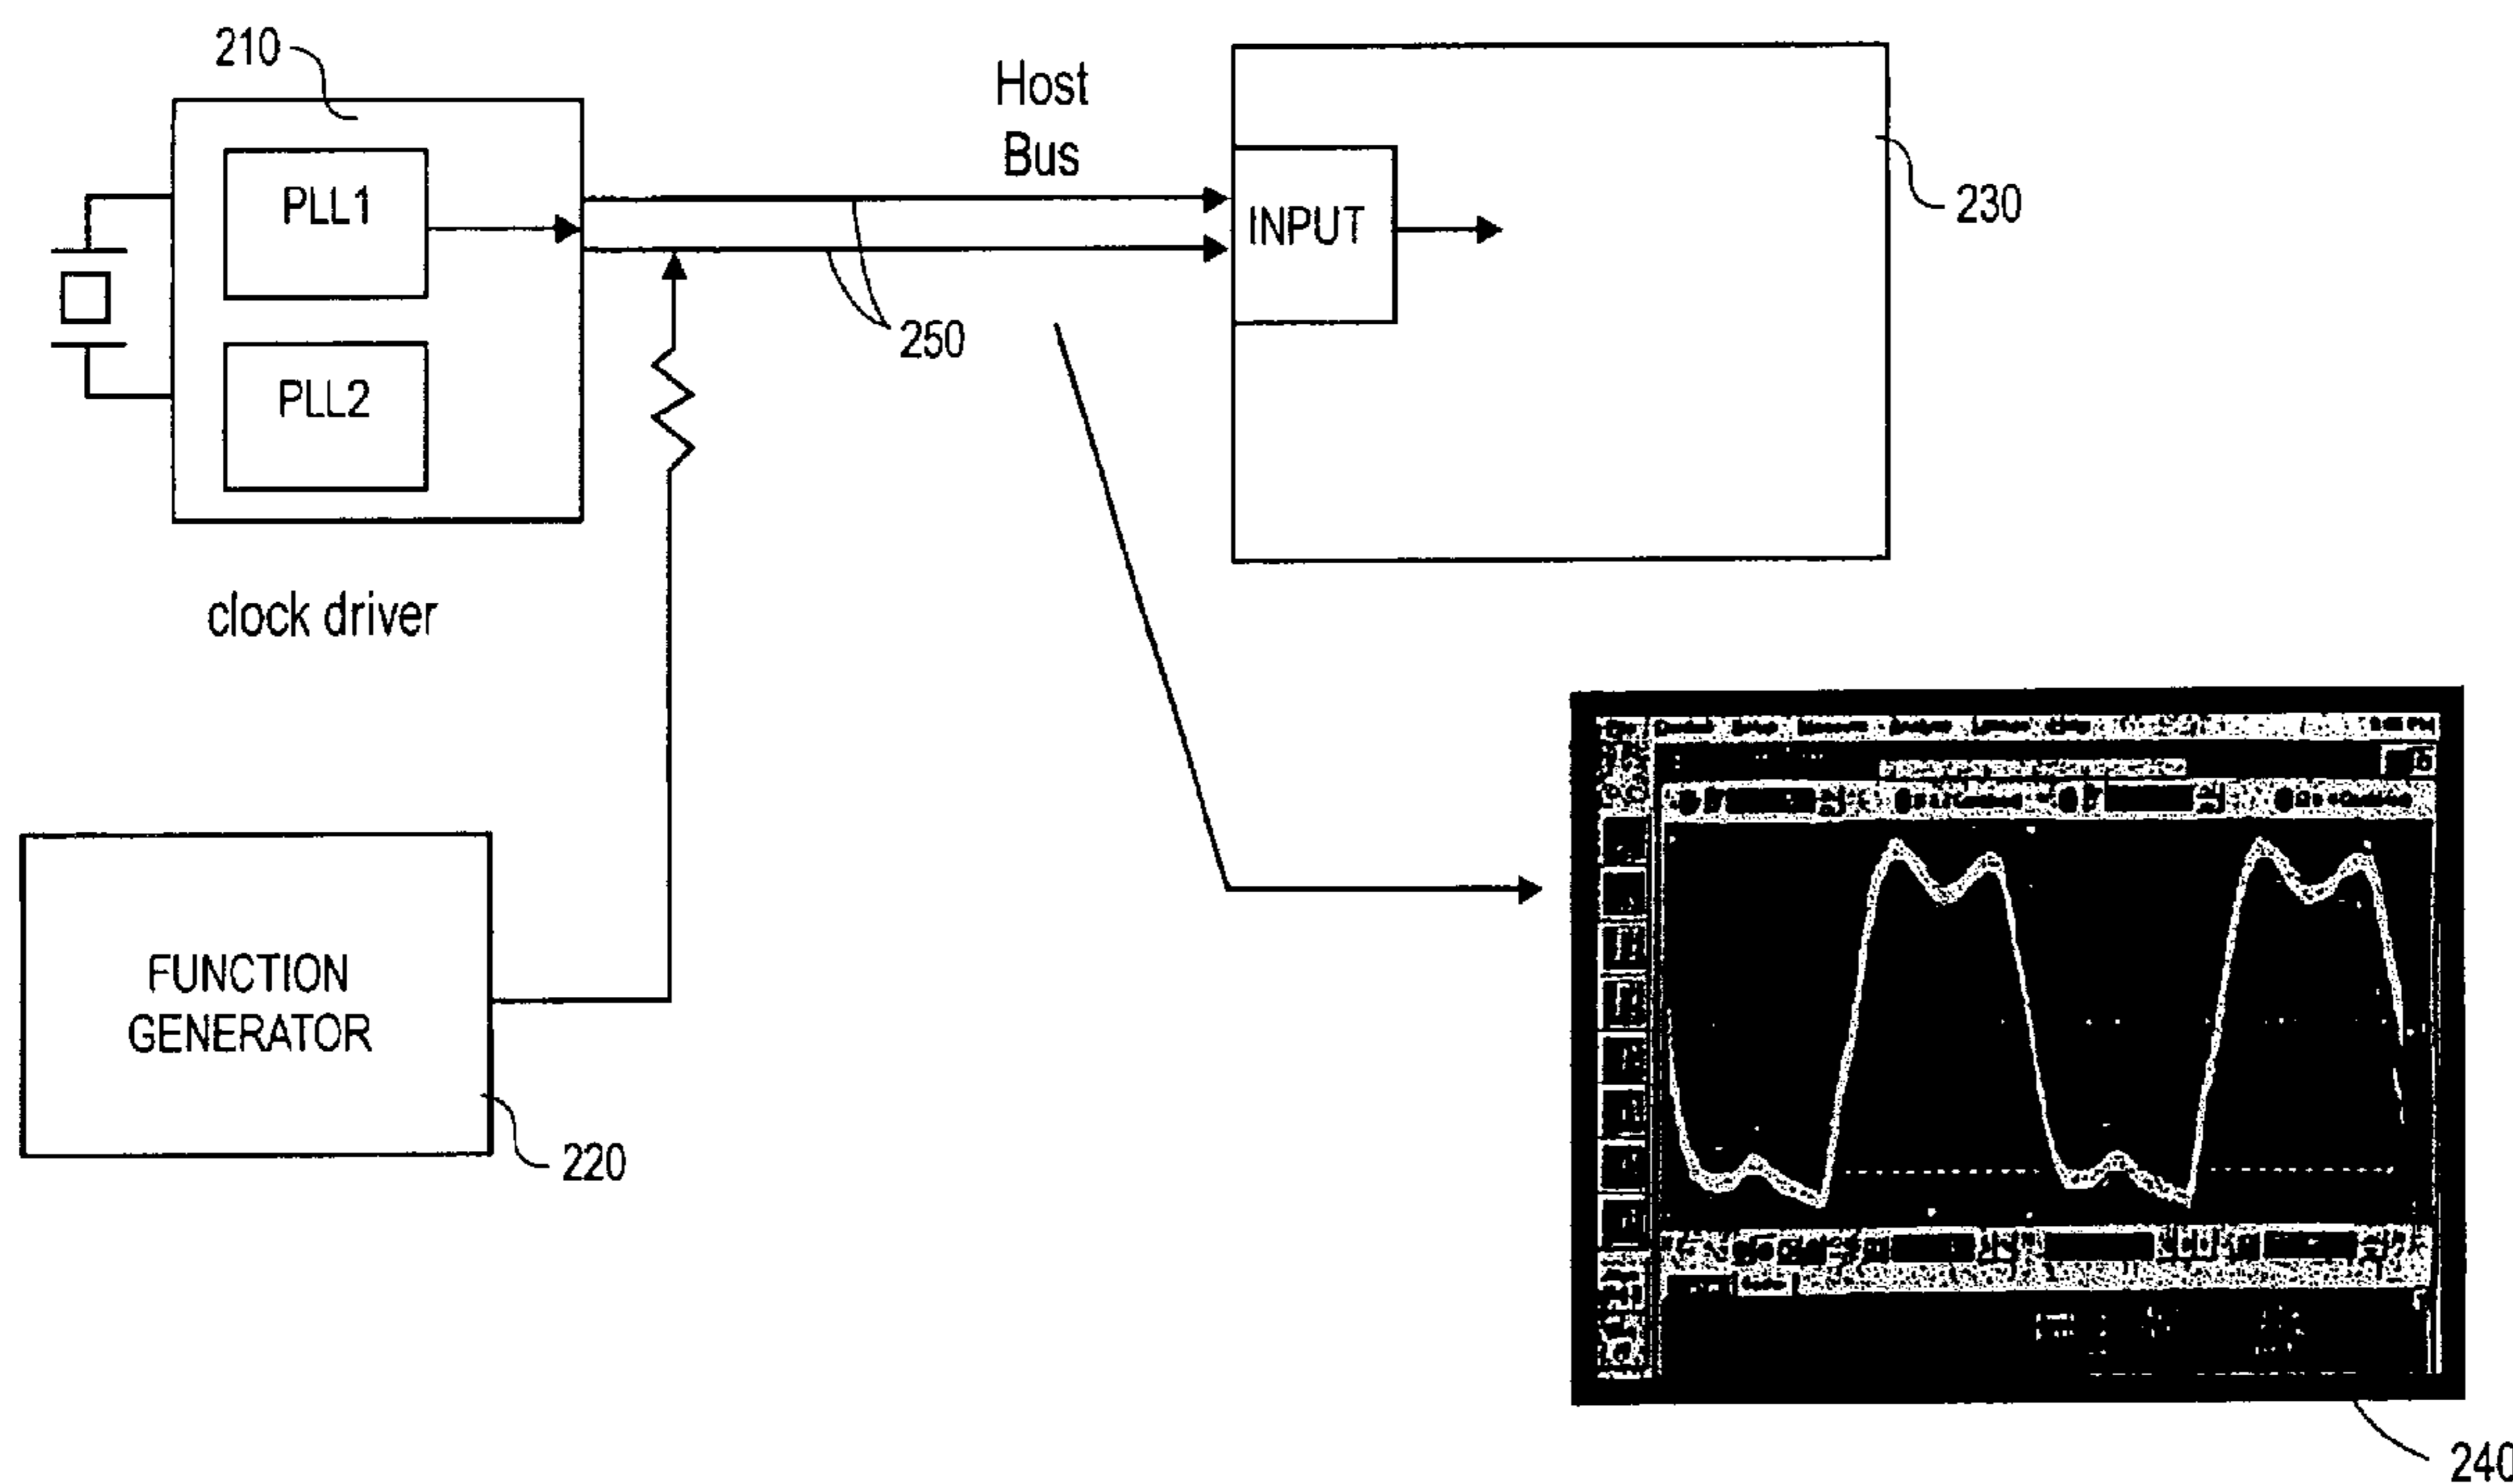 210
Host
Bus
PLL1
INPUT
230
250
PLL2
clock driver
FUNCTION
GENERATOR
220
240